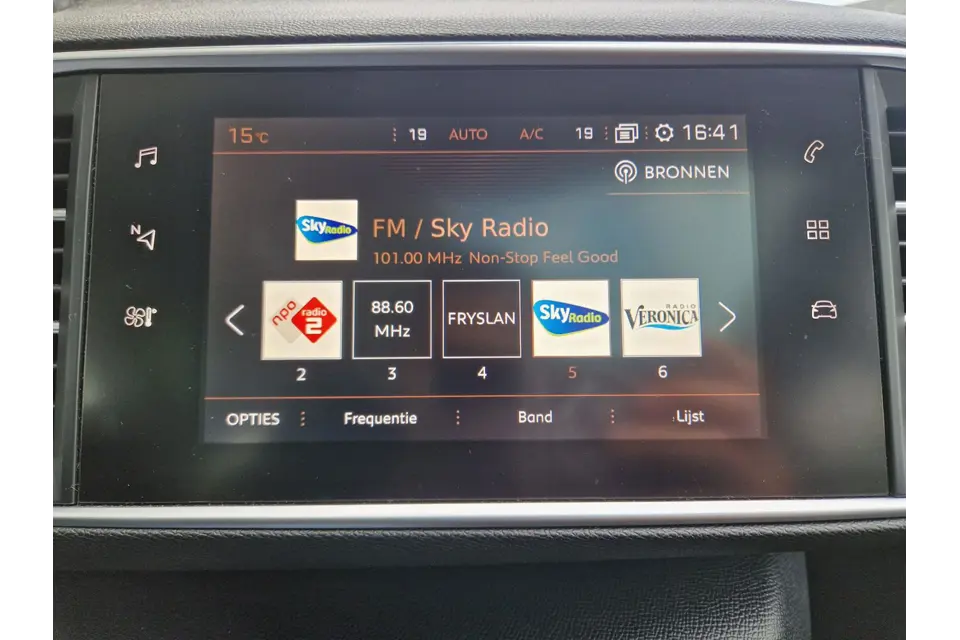 15°C 19 AUTO A/C 19 16:41
BRONNEN
Sky Radio
FM / Sky Radio
101.00 MHz Non-Stop Feel Good
N
npo radio 2
88.60 MHz
FRYSLAN
Sky Radio
RADIO VERONICA
2 3 4 5 6
OPTIES Frequentie Band Lijst